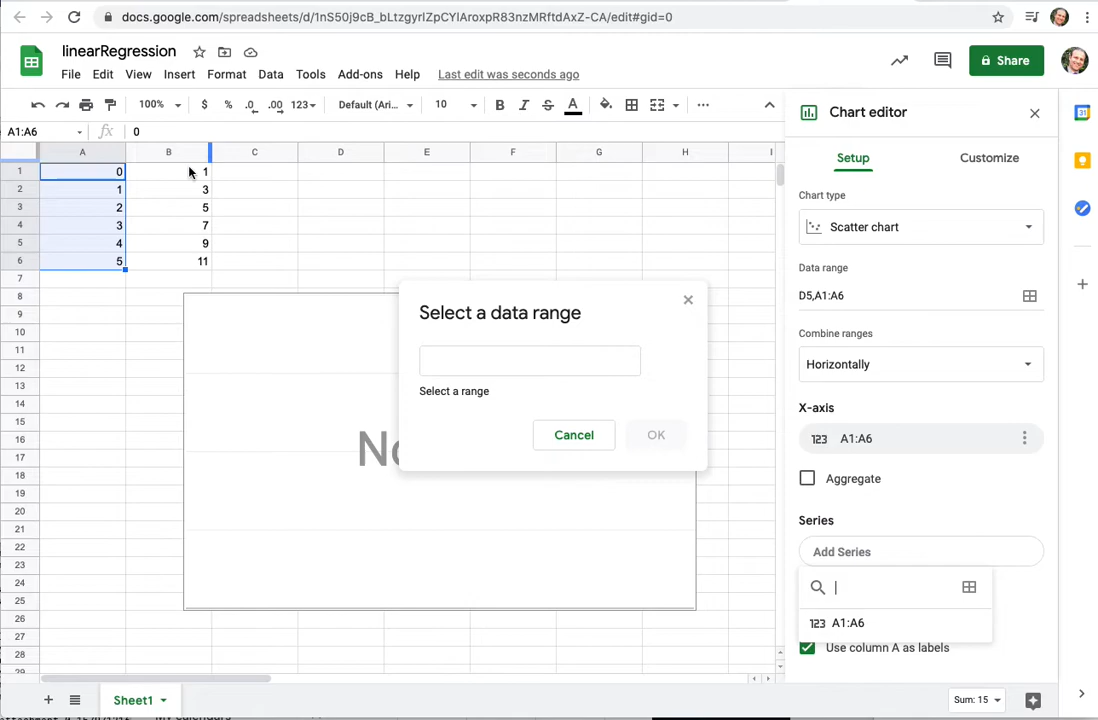 docs.google.com/spreadsheets/d/1nS50j9cB_bLtzgyrIZpCYlAroxpR83nzMRftdAxZ-CA/edit#gid=0
linearRegression
File Edit View Insert Format Data Tools Add-ons Help Last edit was seconds ago
Share
100% $ % .0 .00 123 Default (Ari... 10 B I S A
A1:A6 fx 0
A B C D E F G H I
1 0 1
2 1 3
3 2 5
4 3 7
5 4 9
6 5 11
7
8
9
10
11
12
13
14
15
16
17
18
19
20
21
22
23
24
25
26
27
28
29
Select a data range
Select a range
Cancel OK
Chart editor
Setup Customize
Chart type
Scatter chart
Data range
D5,A1:A6
Combine ranges
Horizontally
X-axis
123 A1:A6
Aggregate
Series
Add Series
123 A1:A6
Use column A as labels
31
Sheet1
Sum: 15